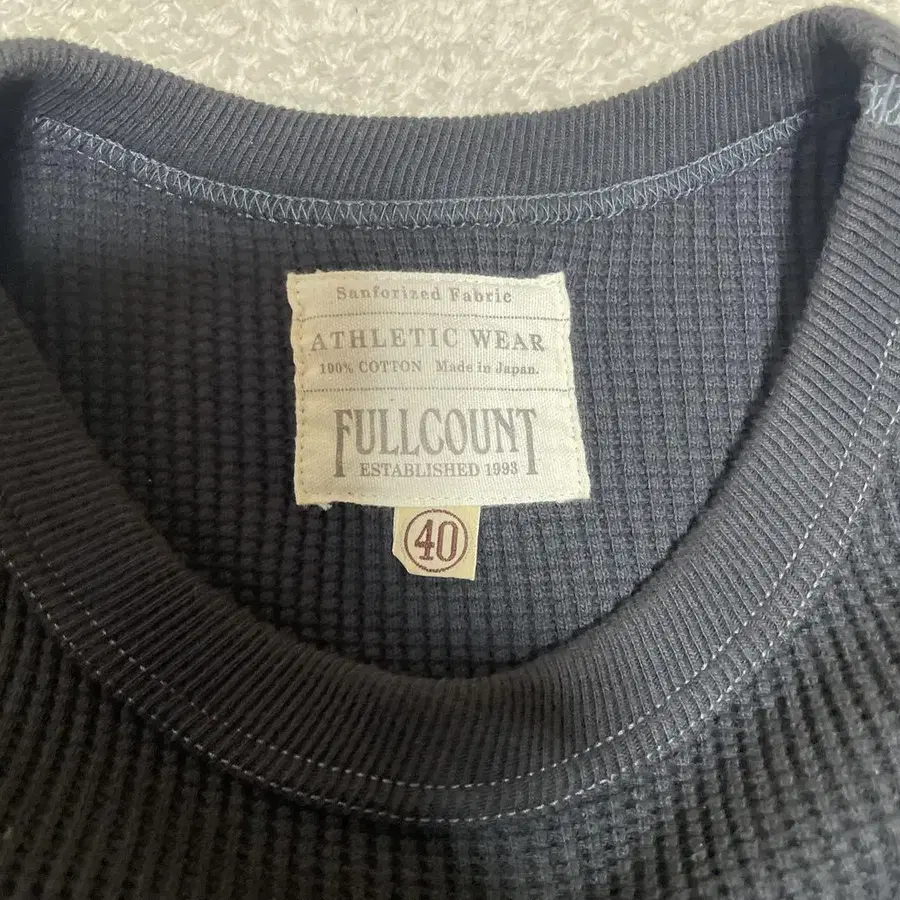 Sanforized Fabric
ATHLETIC WEAR
100% COTTON Made in Japan.
FULLCOUNT
ESTABLISHED 1993
40